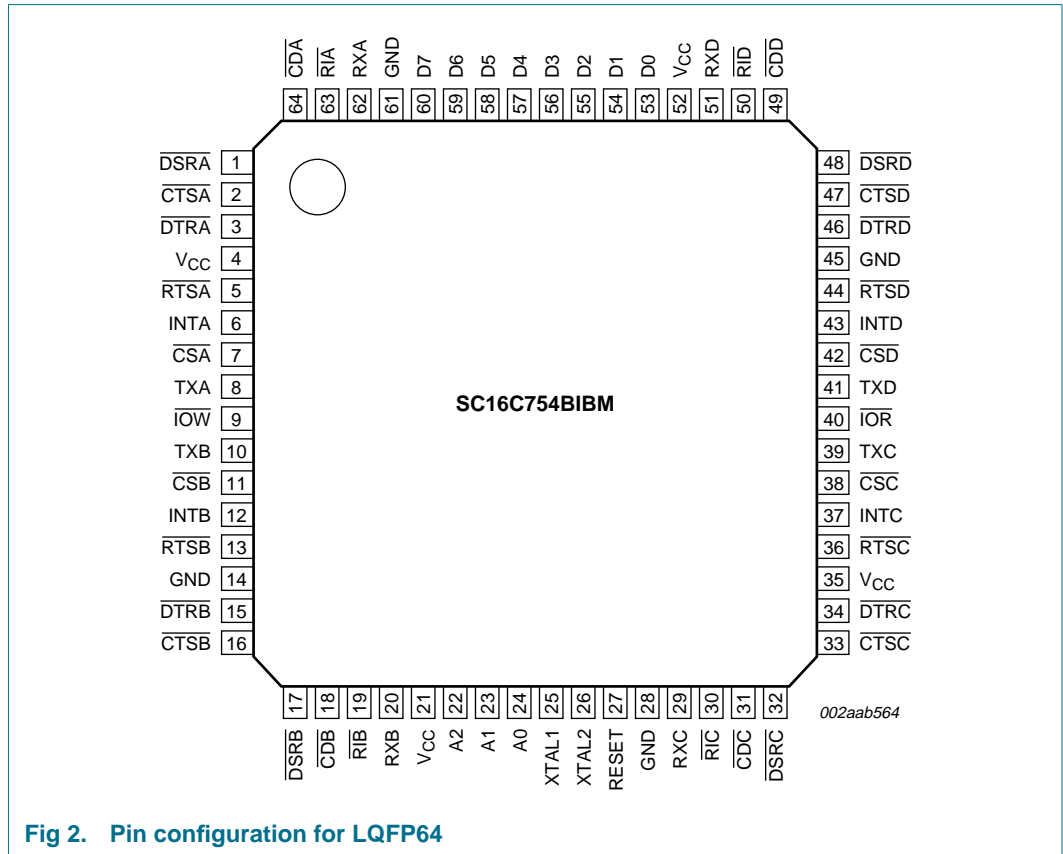 CDA RIA RXA GND D7 D6 D5 D4 D3 D2 D1 D0 VCC RXD RID CDD
64 63 62 61 60 59 58 57 56 55 54 53 52 51 50 49
DSRA 1 48 DSRD
CTSA 2 47 CTSD
DTRA 3 46 DTRD
VCC 4 45 GND
RTSA 5 44 RTSD
INTA 6 43 INTD
CSA 7 42 CSD
TXA 8 41 TXD
SC16C754BIBM
IOW 9 40 IOR
TXB 10 39 TXC
CSB 11 38 CSC
INTB 12 37 INTC
RTSB 13 36 RTSC
GND 14 35 VCC
DTRB 15 34 DTRC
CTSB 16 33 CTSC
17 18 19 20 21 22 23 24 25 26 27 28 29 30 31 32
DSRB CDB RIB RXB VCC A2 A1 A0 XTAL1 XTAL2 RESET GND RXC RIC CDC DSRC
002aab564
Fig 2. Pin configuration for LQFP64